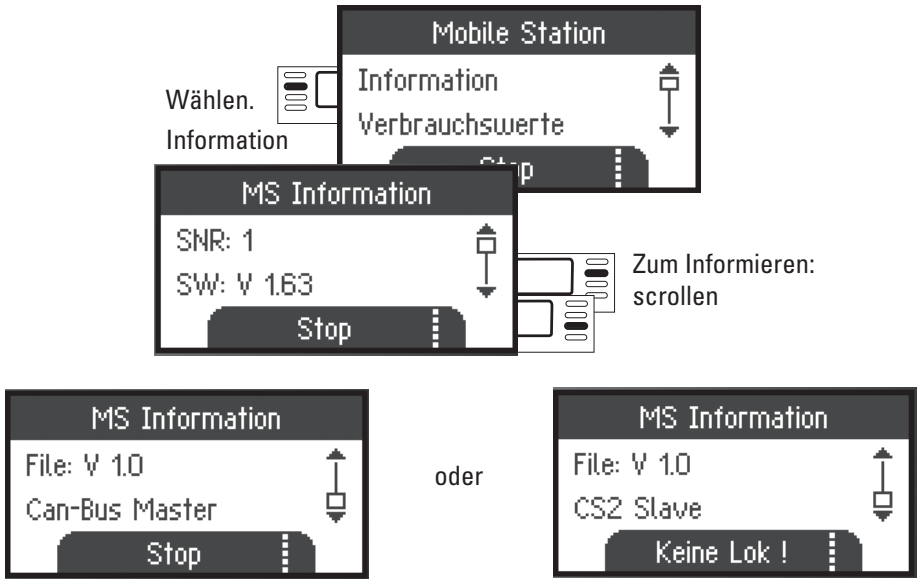 Mobile Station
Information
Verbrauchswerte
Stop
Wählen.
Information
MS Information
SNR: 1
SW: V 1.63
Stop
Zum Informieren:
scrollen
MS Information
File: V 1.0
Can-Bus Master
Stop
oder
MS Information
File: V 1.0
CS2 Slave
Keine Lok !